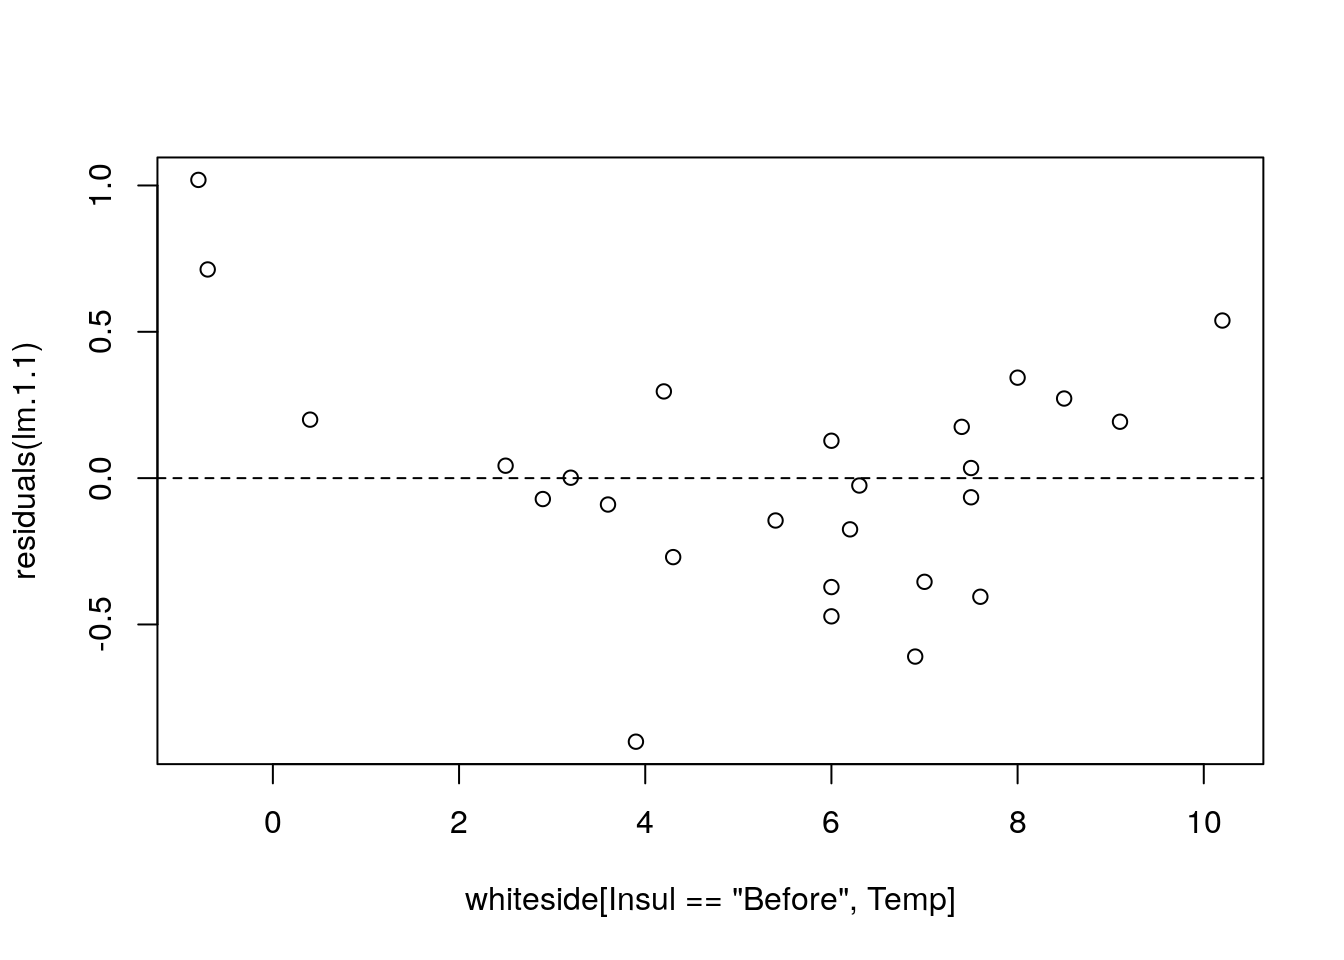 1.0
0.5
0.0
-0.5
residuals(lm.1.1)
0 2 4 6 8 10
whiteside[Insul == "Before", Temp]